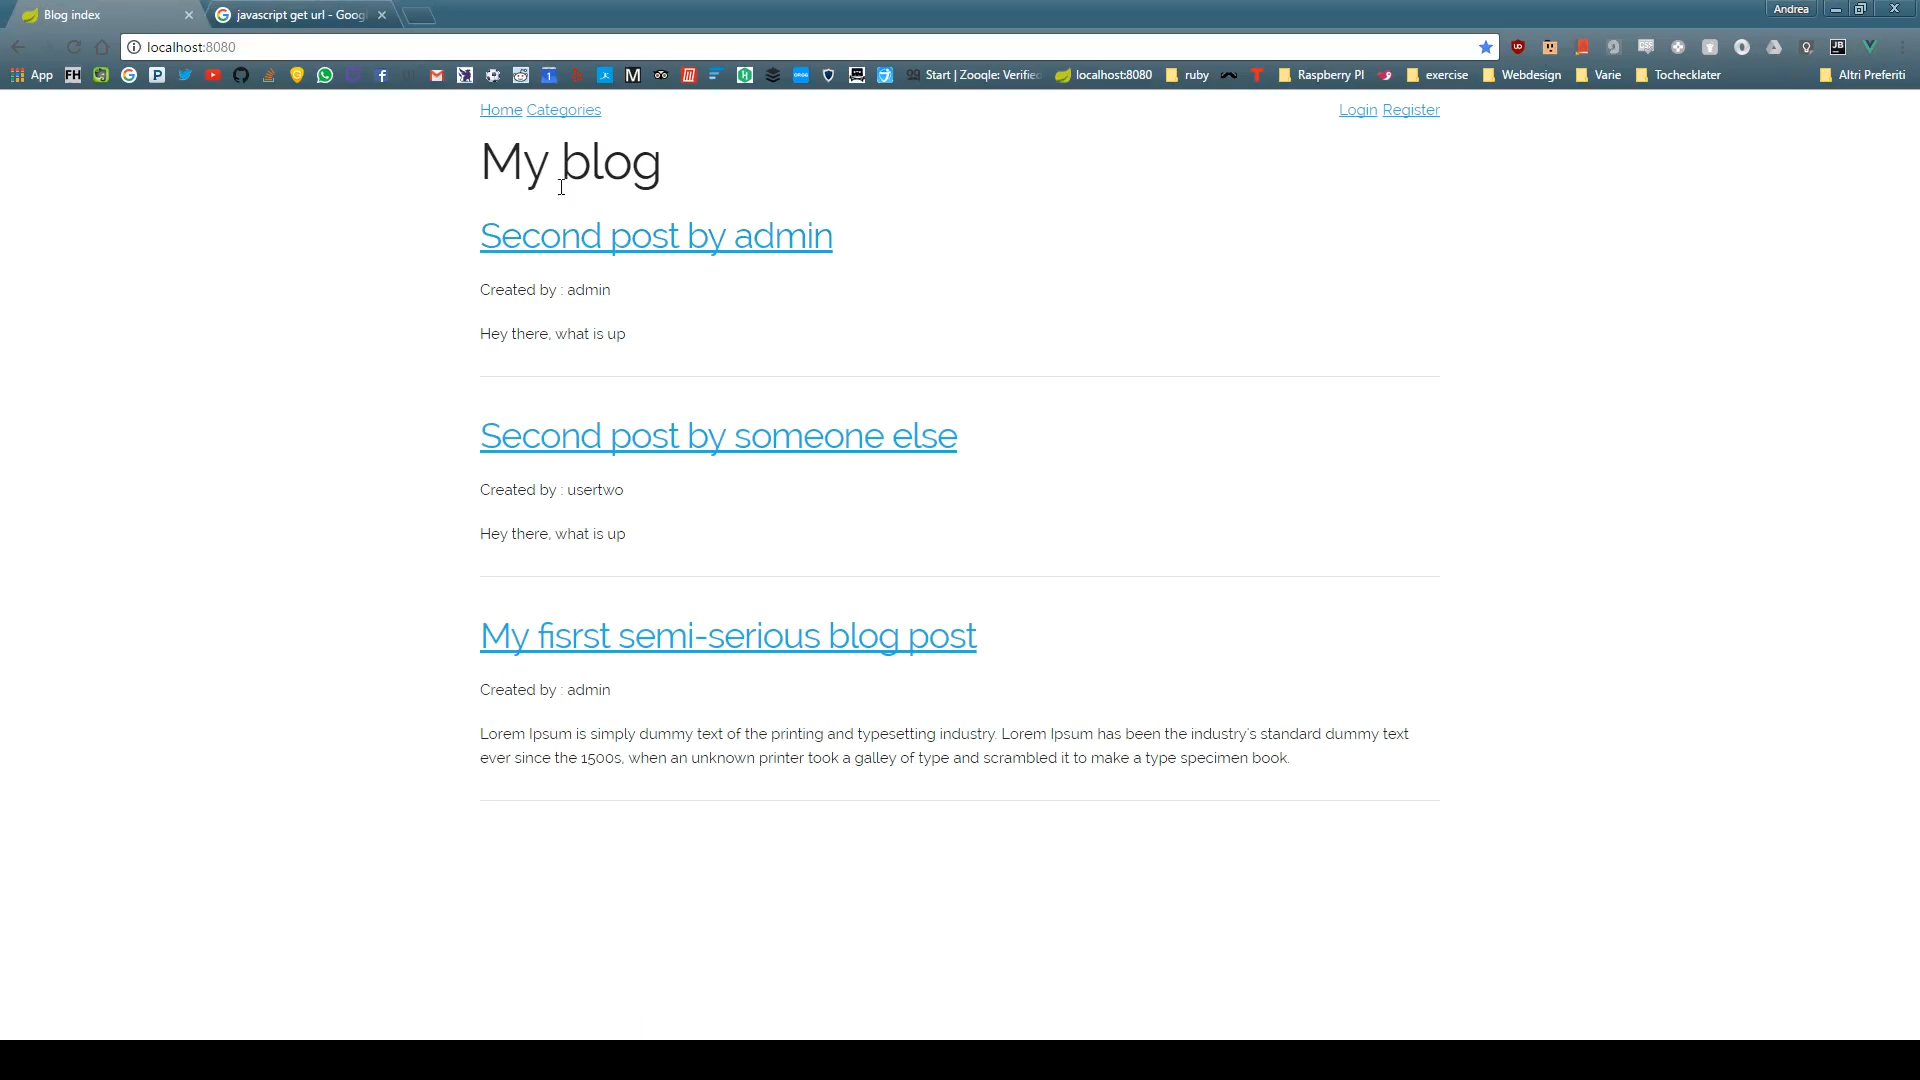 Blog index
javascript get url - Goog
Andrea
localhost:8080
App
Start | Zooqle: Verified
localhost:8080
ruby
Raspberry PI
exercise
Webdesign
Varie
Tochecklater
Altri Preferiti
Home Categories
Login Register
My blog
Second post by admin
Created by : admin
Hey there, what is up
Second post by someone else
Created by : usertwo
Hey there, what is up
My fisrst semi-serious blog post
Created by : admin
Lorem Ipsum is simply dummy text of the printing and typesetting industry. Lorem Ipsum has been the industry's standard dummy text
ever since the 1500s, when an unknown printer took a galley of type and scrambled it to make a type specimen book.